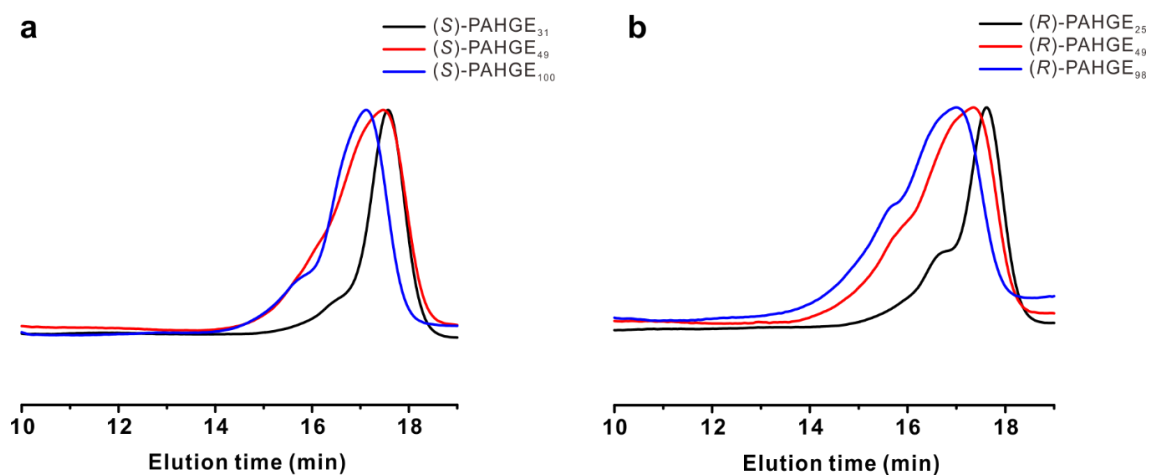 a
(S)-PAHGE₃₁
(S)-PAHGE₄₉
(S)-PAHGE₁₀₀
10 12 14 16 18
Elution time (min)
b
(R)-PAHGE₂₅
(R)-PAHGE₄₉
(R)-PAHGE₉₈
10 12 14 16 18
Elution time (min)